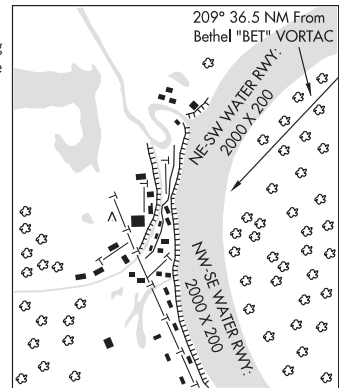 g
e
209° 36.5 NM From
Bethel "BET" VORTAC
NE-SW WATER RWY:
2000 X 200
NW-SE WATER RWY:
2000 X 200